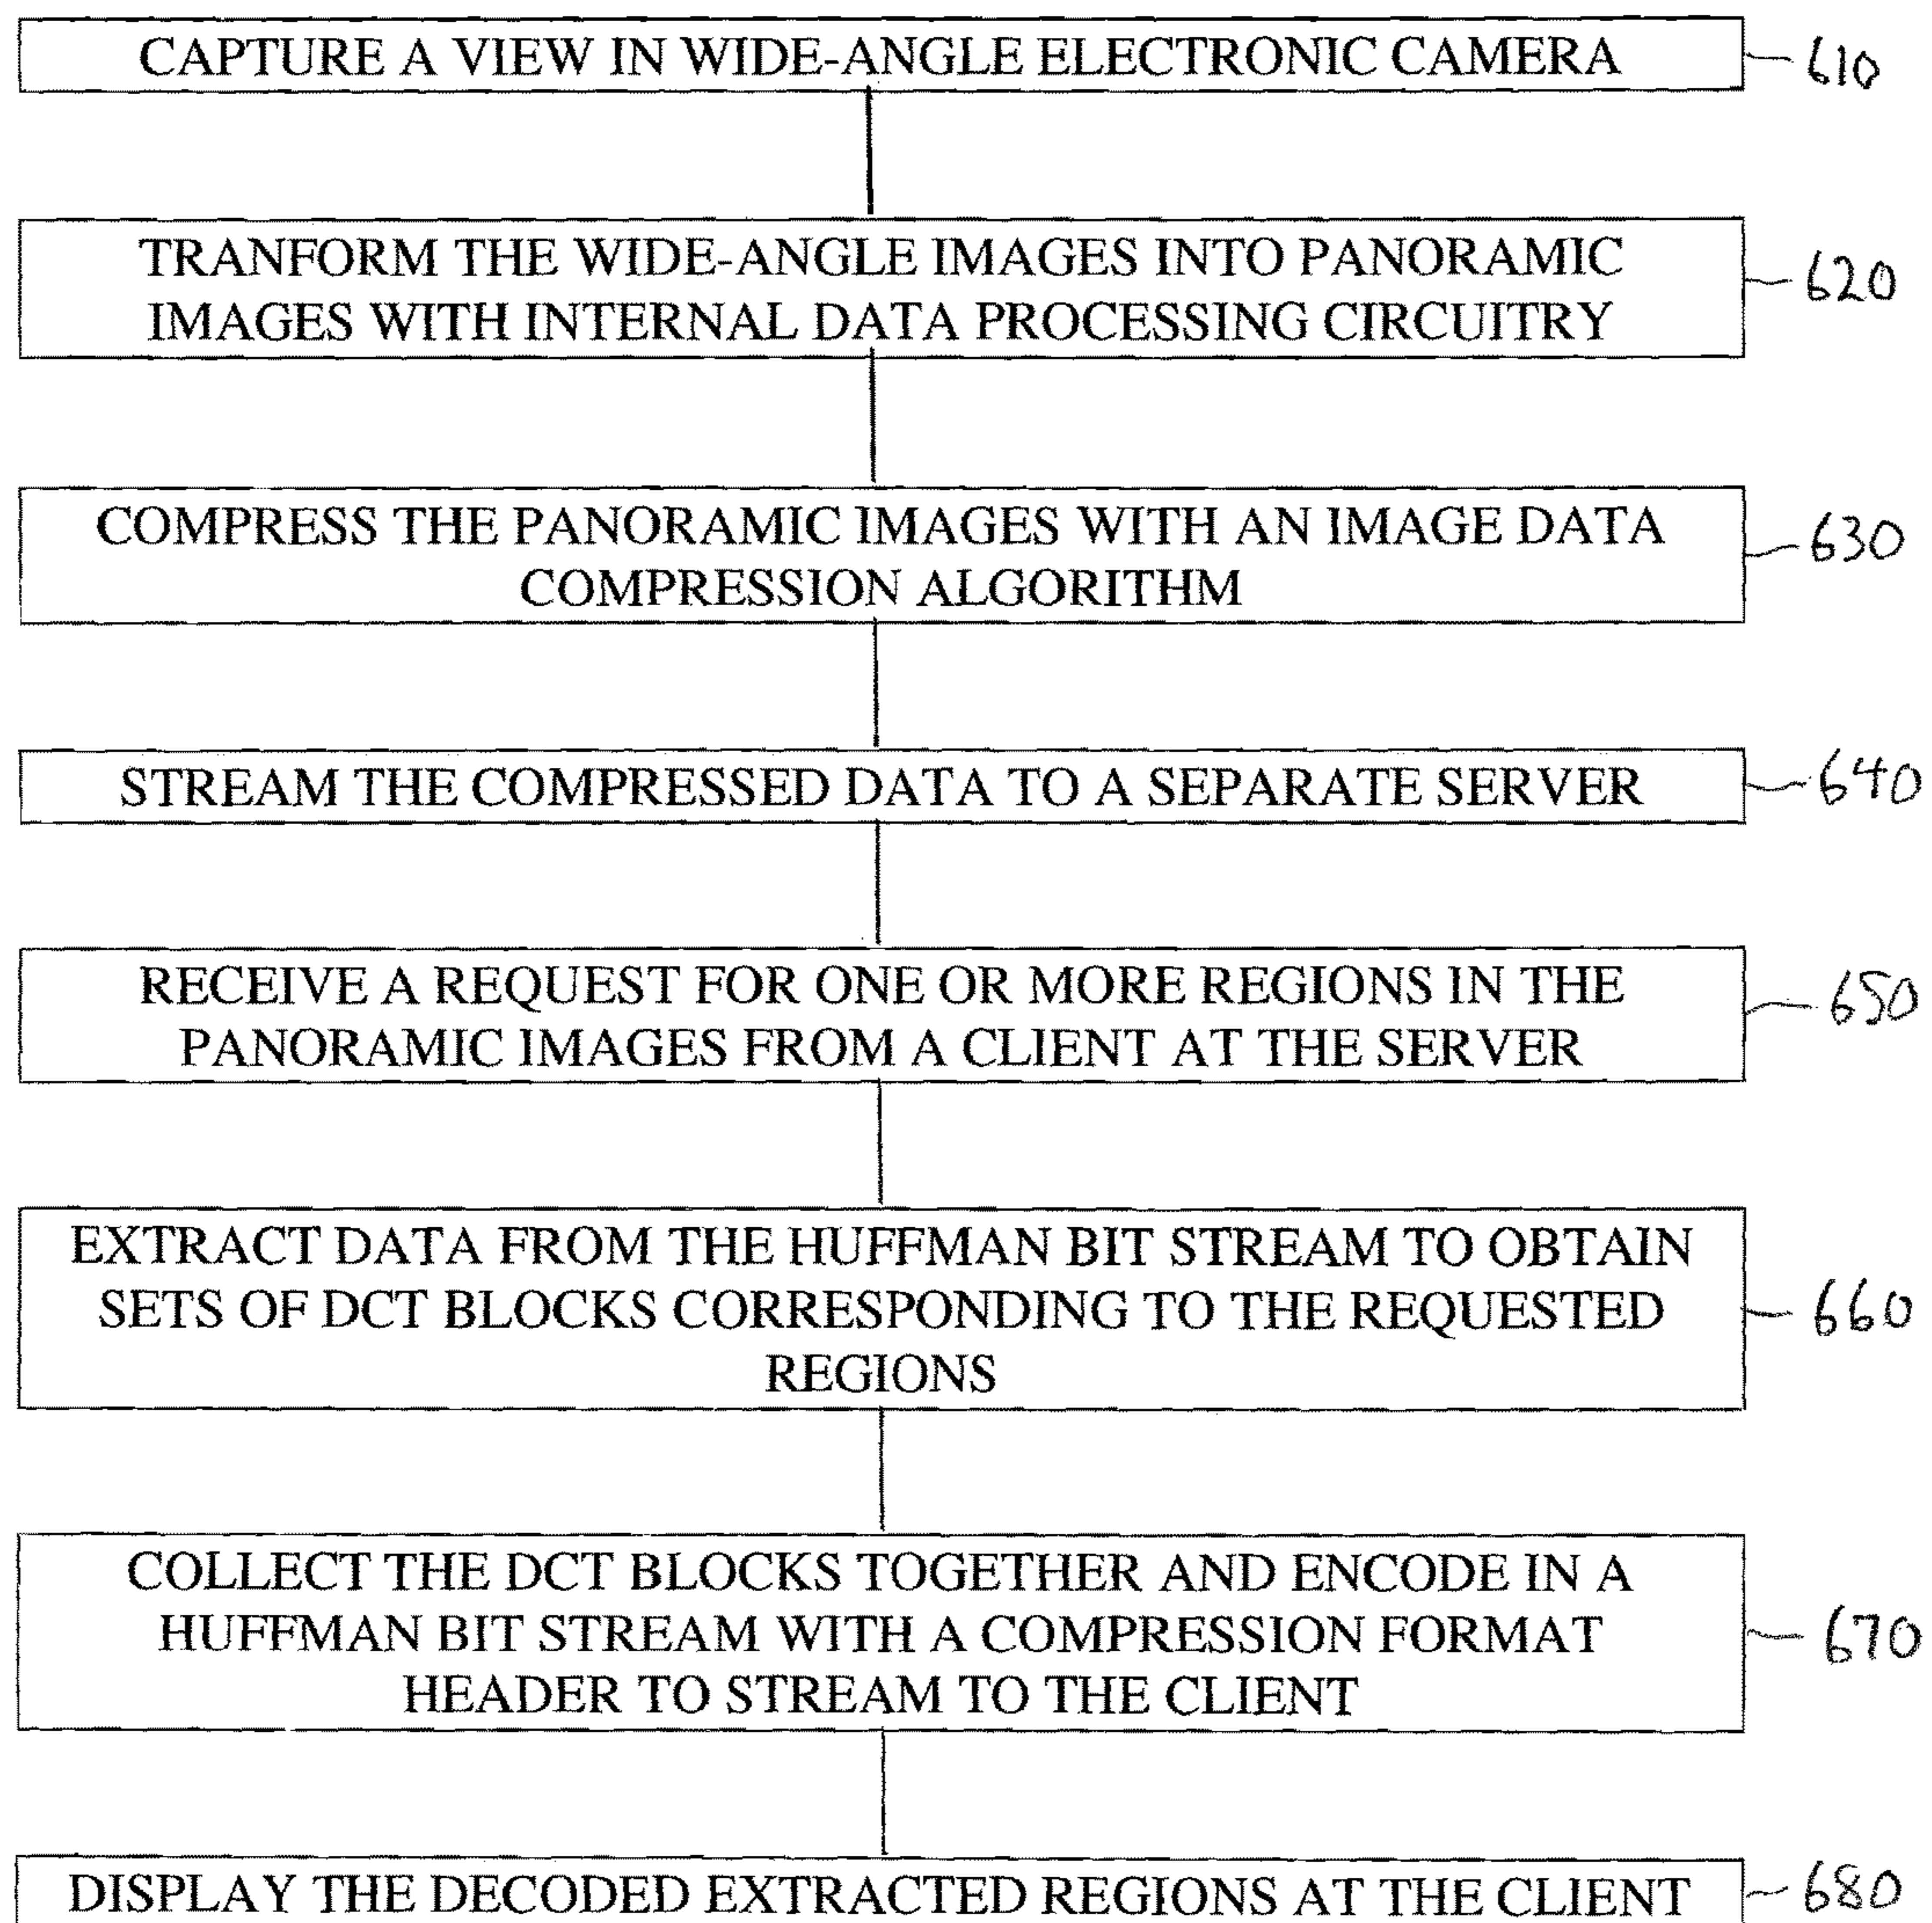 CAPTURE A VIEW IN WIDE-ANGLE ELECTRONIC CAMERA
610
TRANFORM THE WIDE-ANGLE IMAGES INTO PANORAMIC
IMAGES WITH INTERNAL DATA PROCESSING CIRCUITRY
620
COMPRESS THE PANORAMIC IMAGES WITH AN IMAGE DATA
COMPRESSION ALGORITHM
630
STREAM THE COMPRESSED DATA TO A SEPARATE SERVER
640
RECEIVE A REQUEST FOR ONE OR MORE REGIONS IN THE
PANORAMIC IMAGES FROM A CLIENT AT THE SERVER
650
EXTRACT DATA FROM THE HUFFMAN BIT STREAM TO OBTAIN
SETS OF DCT BLOCKS CORRESPONDING TO THE REQUESTED
REGIONS
660
COLLECT THE DCT BLOCKS TOGETHER AND ENCODE IN A
HUFFMAN BIT STREAM WITH A COMPRESSION FORMAT
HEADER TO STREAM TO THE CLIENT
670
DISPLAY THE DECODED EXTRACTED REGIONS AT THE CLIENT
680